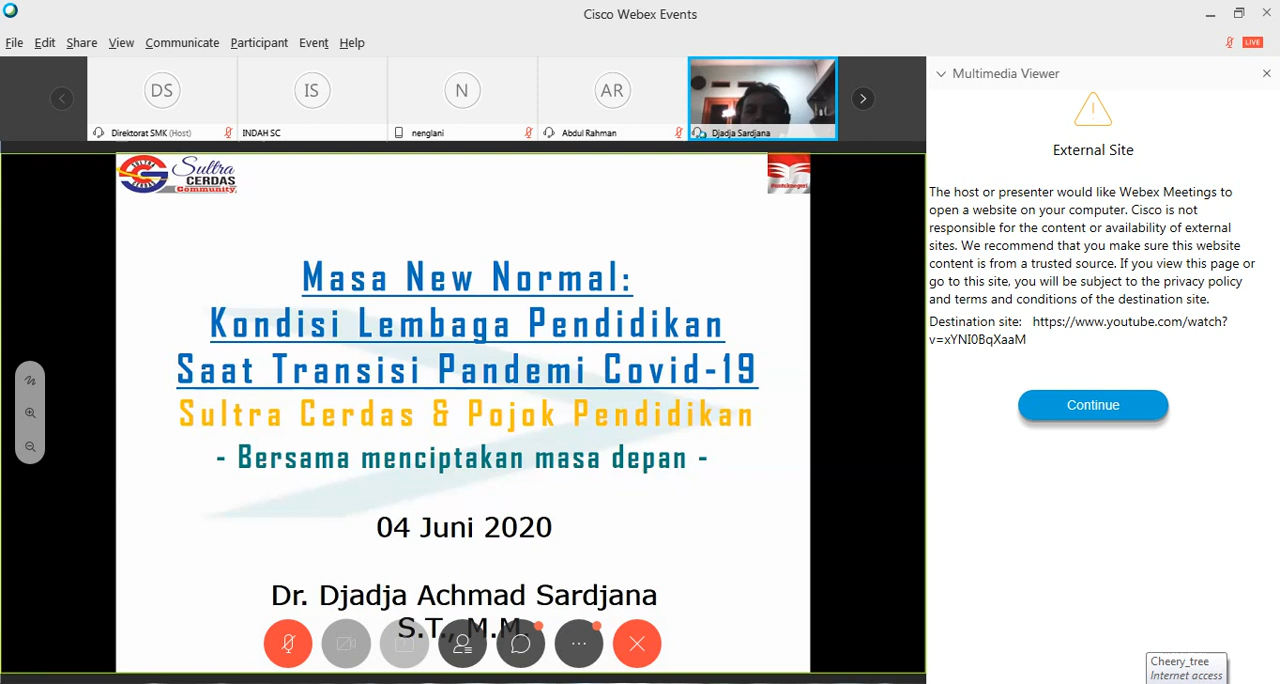 Cisco Webex Events
File Edit Share View Communicate Participant Event Help
LIVE
DS
IS
N
AR
Direktorat SMK (Host)
INDAH SC
nenglani
Abdul Rahman
Djadja Sardjana
Sultra
CERDAS
Community
Masa New Normal:
Kondisi Lembaga Pendidikan
Saat Transisi Pandemi Covid-19
Sultra Cerdas & Pojok Pendidikan
- Bersama menciptakan masa depan -
04 Juni 2020
Dr. Djadja Achmad Sardjana
S.T., M.M.
Multimedia Viewer
External Site
The host or presenter would like Webex Meetings to
open a website on your computer. Cisco is not
responsible for the content or availability of external
sites. We recommend that you make sure this website
content is from a trusted source. If you view this page or
go to this site, you will be subject to the privacy policy
and terms and conditions of the destination site.
Destination site: https://www.youtube.com/watch?
v=xYNI0BqXaaM
Continue
Cheery_tree
Internet access